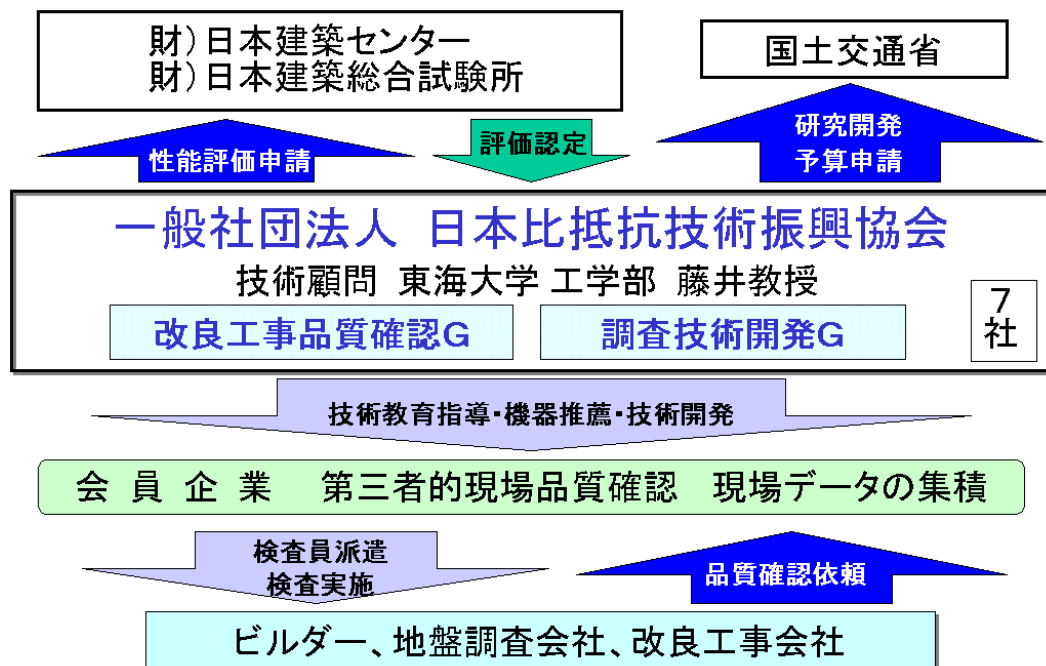 財）日本建築センター
財）日本建築総合試験所
国土交通省
性能評価申請
評価認定
研究開発
予算申請
一般社団法人 日本比抵抗技術振興協会
技術顧問 東海大学 工学部 藤井教授
改良工事品質確認G
調査技術開発G
７
社
技術教育指導・機器推薦・技術開発
会 員 企 業 第三者的現場品質確認 現場データの集積
検査員派遣
検査実施
品質確認依頼
ビルダー、地盤調査会社、改良工事会社